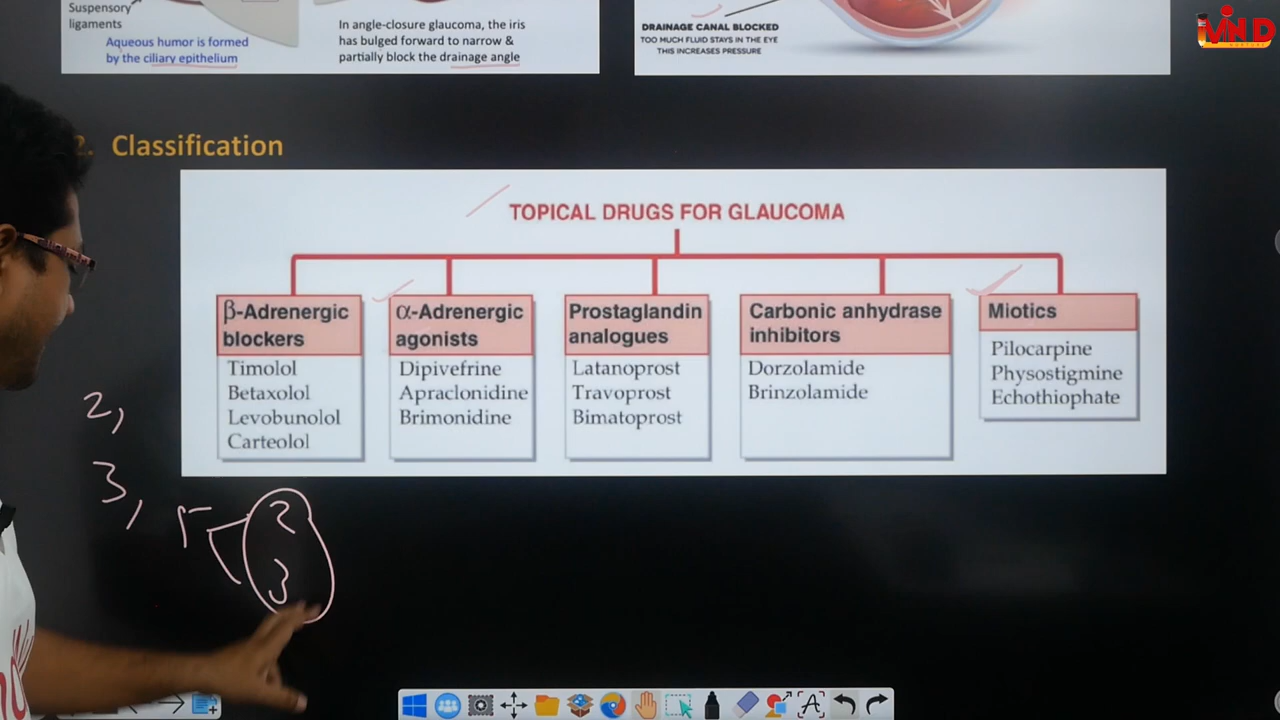 Suspensory
ligaments
Aqueous humor is formed
by the ciliary epithelium
In angle-closure glaucoma, the iris
has bulged forward to narrow &
partially block the drainage angle
DRAINAGE CANAL BLOCKED
TOO MUCH FLUID STAYS IN THE EYE
THIS INCREASES PRESSURE
2. Classification
TOPICAL DRUGS FOR GLAUCOMA
β-Adrenergic
blockers
Timolol
Betaxolol
Levobunolol
Carteolol
α-Adrenergic
agonists
Dipivefrine
Apraclonidine
Brimonidine
Prostaglandin
analogues
Latanoprost
Travoprost
Bimatoprost
Carbonic anhydrase
inhibitors
Dorzolamide
Brinzolamide
Miotics
Pilocarpine
Physostigmine
Echothiophate
2,
3,
2
3